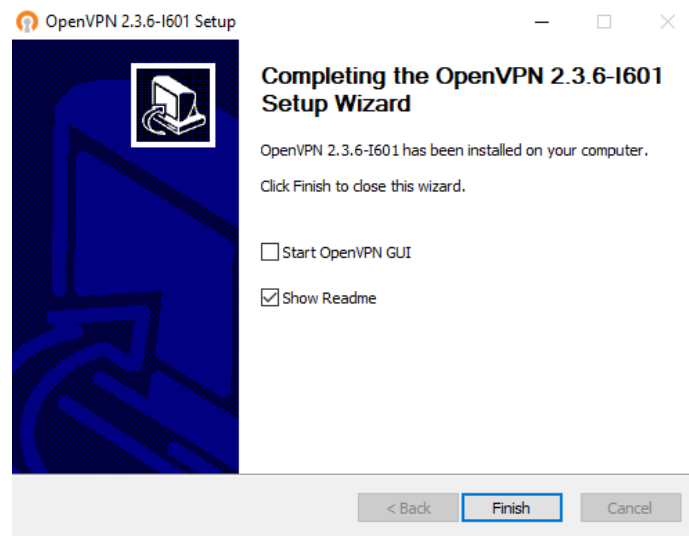 OpenVPN 2.3.6-I601 Setup
Completing the OpenVPN 2.3.6-I601
Setup Wizard
OpenVPN 2.3.6-I601 has been installed on your computer.
Click Finish to close this wizard.
Start OpenVPN GUI
Show Readme
< Back
Finish
Cancel